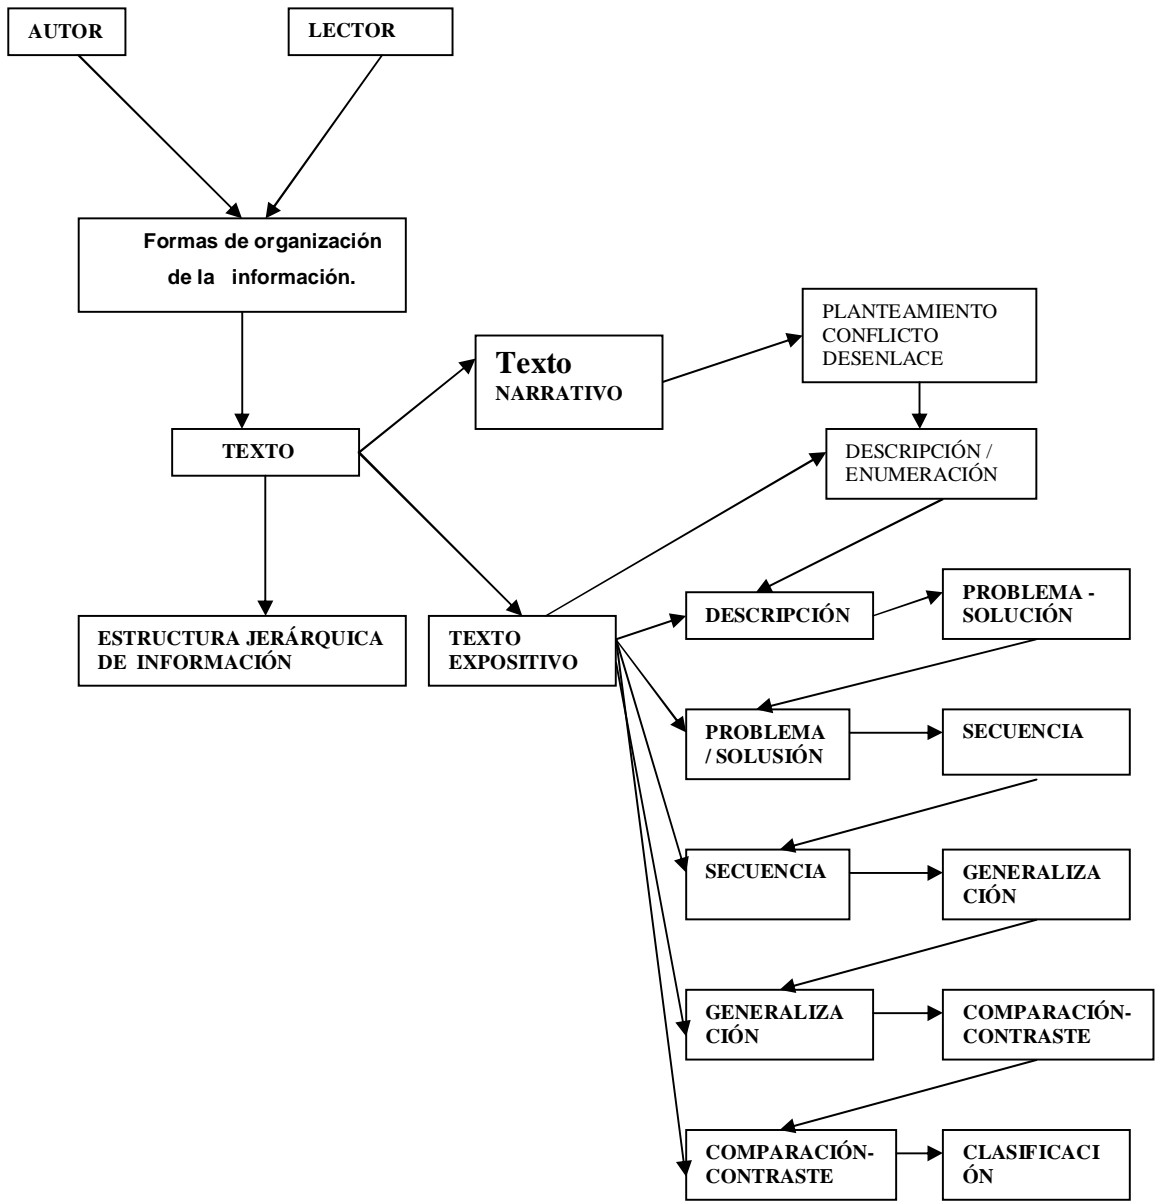 AUTOR
LECTOR
Formas de organización
de la información.
PLANTEAMIENTO
CONFLICTO
DESENLACE
Texto
NARRATIVO
TEXTO
DESCRIPCIÓN /
ENUMERACIÓN
ESTRUCTURA JERÁRQUICA
DE INFORMACIÓN
TEXTO
EXPOSITIVO
DESCRIPCIÓN
PROBLEMA -
SOLUCIÓN
PROBLEMA
/ SOLUSIÓN
SECUENCIA
SECUENCIA
GENERALIZA
CIÓN
GENERALIZA
CIÓN
COMPARACIÓN-
CONTRASTE
COMPARACIÓN-
CONTRASTE
CLASIFICACI
ÓN